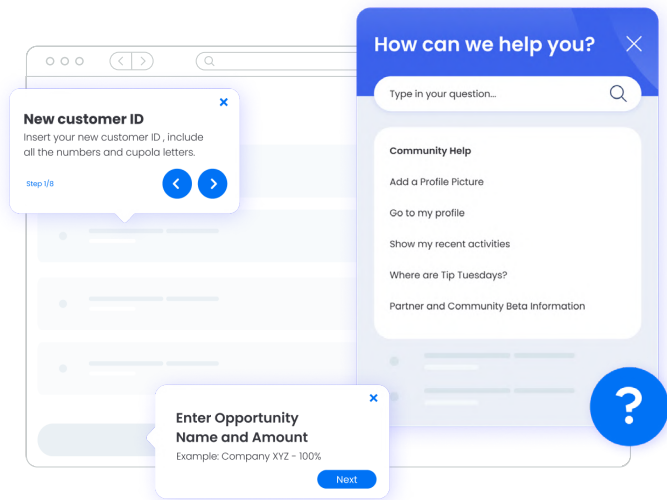 How can we help you?
Type in your question...
New customer ID
Insert your new customer ID , include
all the numbers and cupola letters.
Step 1/8
Community Help
Add a Profile Picture
Go to my profile
Show my recent activities
Where are Tip Tuesdays?
Partner and Community Beta Information
?
Enter Opportunity
Name and Amount
Example: Company XYZ - 100%
Next